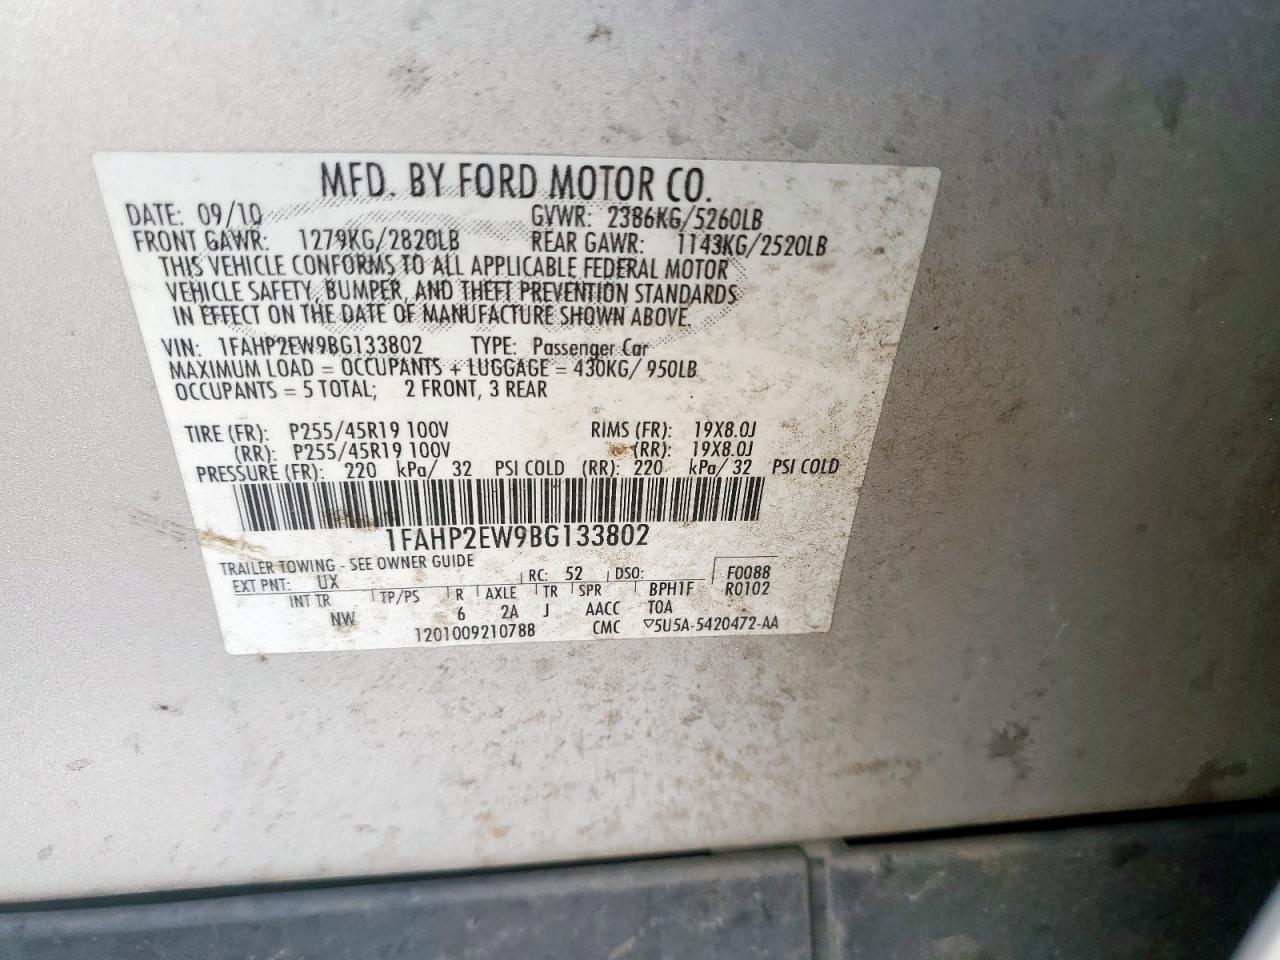 MFD. BY FORD MOTOR CO.
DATE: 09/10 GVWR: 2386KG/5260LB
FRONT GAWR: 1279KG/2820LB REAR GAWR: 1143KG/2520LB
THIS VEHICLE CONFORMS TO ALL APPLICABLE FEDERAL MOTOR
VEHICLE SAFETY, BUMPER, AND THEFT PREVENTION STANDARDS
IN EFFECT ON THE DATE OF MANUFACTURE SHOWN ABOVE.
VIN: 1FAHP2EW9BG133802 TYPE: Passenger Car
MAXIMUM LOAD = OCCUPANTS + LUGGAGE = 430KG/ 950LB
OCCUPANTS = 5 TOTAL; 2 FRONT, 3 REAR
TIRE (FR): P255/45R19 100V RIMS (FR): 19X8.0J
(RR): P255/45R19 100V (RR): 19X8.0J
PRESSURE (FR): 220 kPa/ 32 PSI COLD (RR): 220 kPa/ 32 PSI COLD
1FAHP2EW9BG133802
TRAILER TOWING - SEE OWNER GUIDE
EXT PNT: UX RC: 52 DSO: F0088
INT TR TP/PS R AXLE TR SPR BPH1F R0102
NW 6 2A J AACC TOA
1201009210788 CMC ▽5U5A-5420472-AA